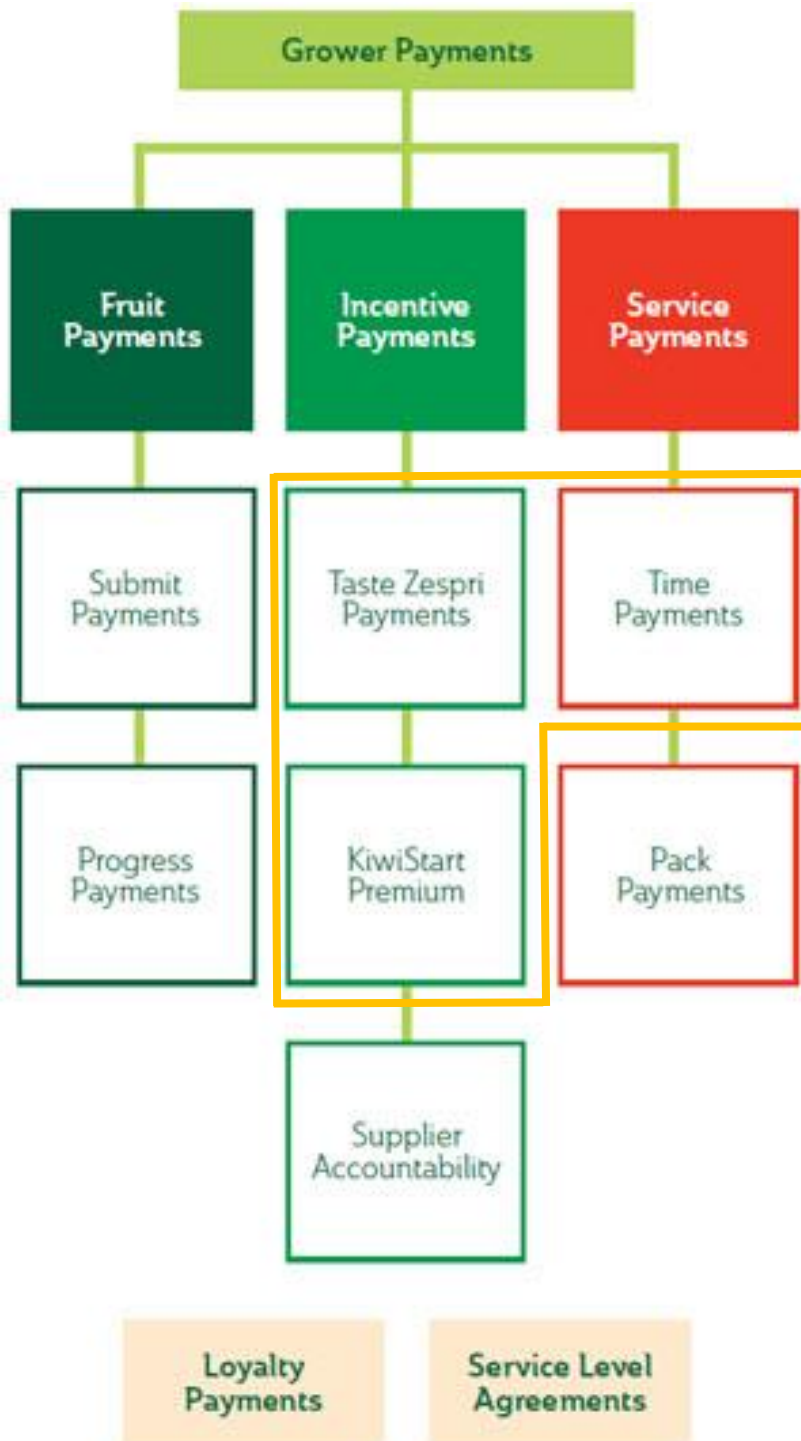 Grower Payments
Fruit
Payments
Incentive
Payments
Service
Payments
Submit
Payments
Taste Zespri
Payments
Time
Payments
Progress
Payments
KiwiStart
Premium
Pack
Payments
Supplier
Accountability
Loyalty
Payments
Service Level
Agreements